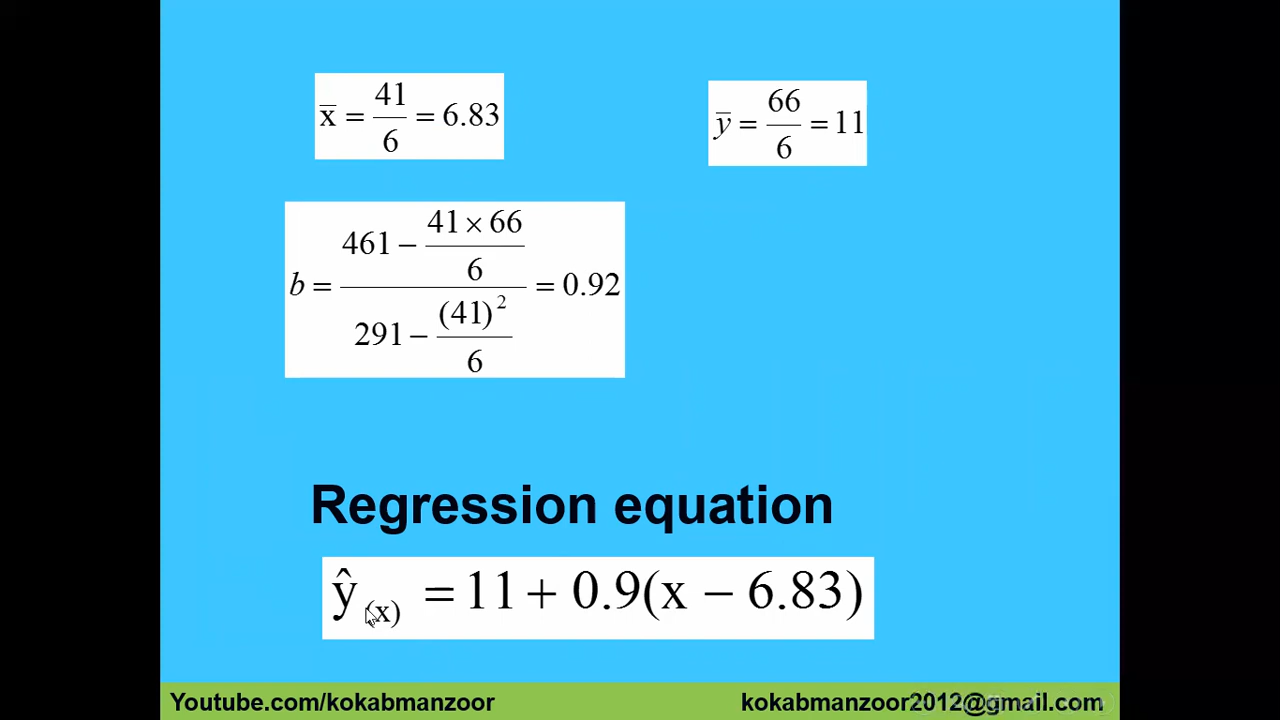 x̄ = 41/6 = 6.83
ȳ = 66/6 = 11
b = (461 − (41 × 66)/6) / (291 − (41)²/6) = 0.92
Regression equation
ŷ(x) = 11 + 0.9(x − 6.83)
Youtube.com/kokabmanzoor
kokabmanzoor2012@gmail.com